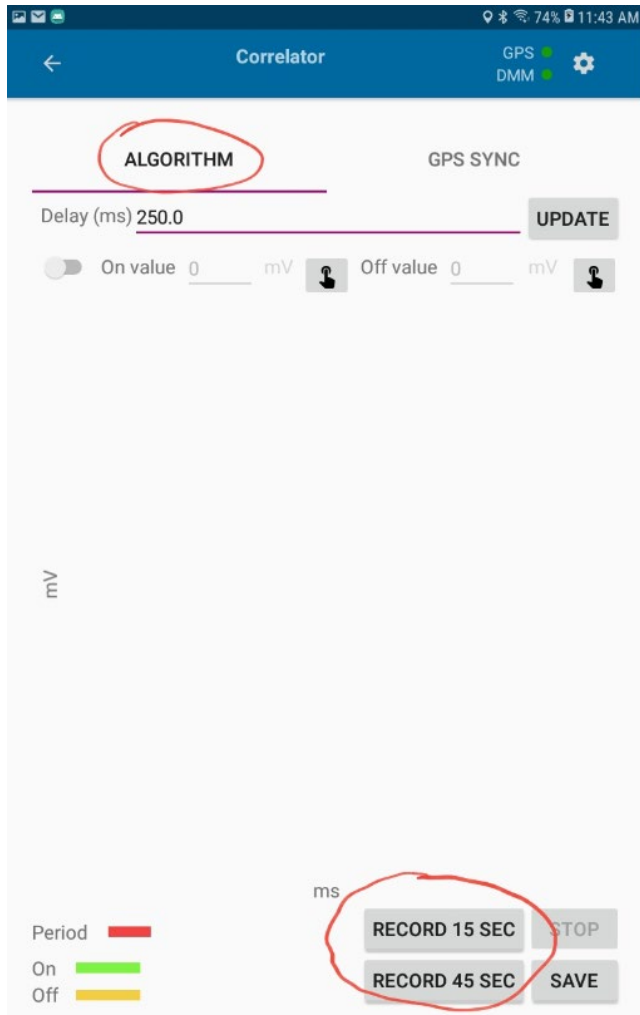 74% 11:43 AM
Correlator
GPS
DMM
ALGORITHM GPS SYNC
Delay (ms) 250.0 UPDATE
On value 0 mV Off value 0 mV
mV
ms
Period RECORD 15 SEC STOP
On RECORD 45 SEC SAVE
Off